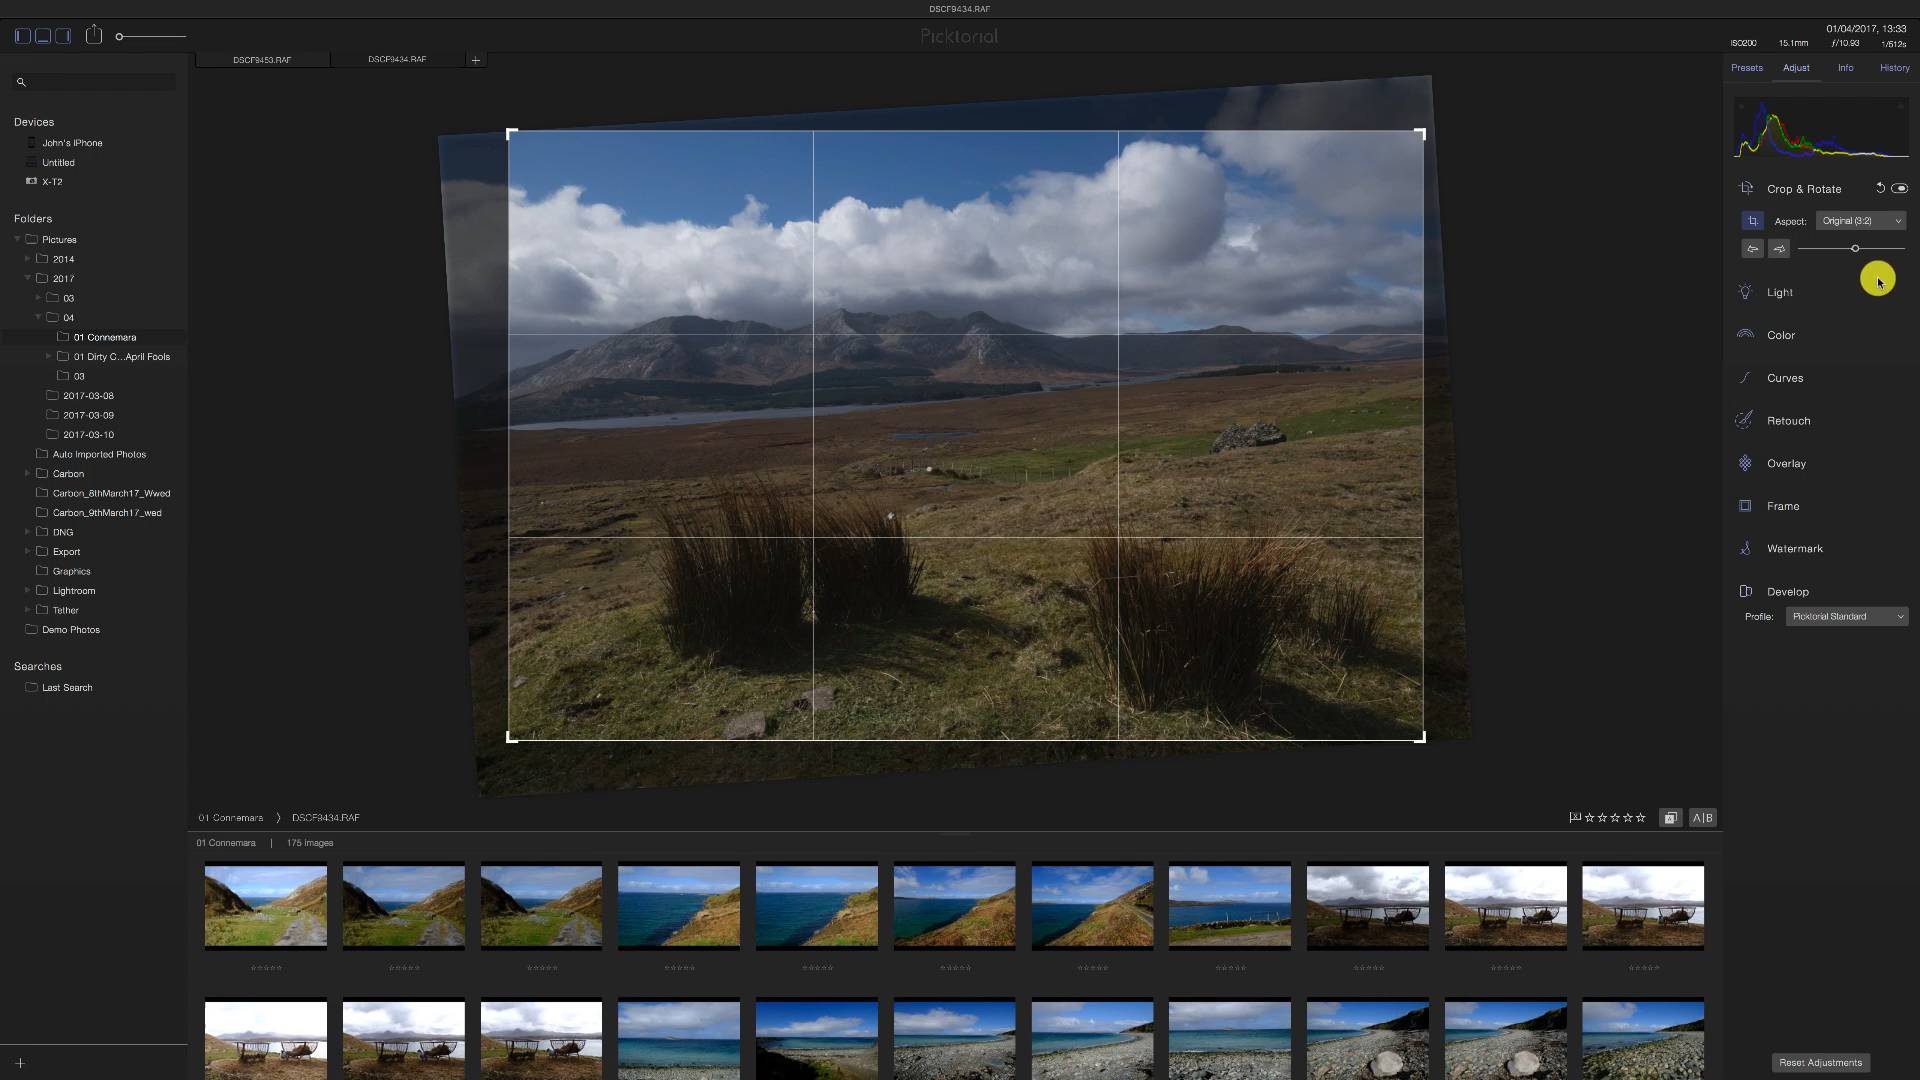 DSCF9434.RAF
Picktorial
01/04/2017, 13:33
ISO200 15.1mm ƒ/10.93 1/512s
DSCF9453.RAF DSCF9434.RAF +
Presets Adjust Info History
Devices
John's iPhone
Untitled
X-T2
Folders
Pictures
2014
2017
03
04
01 Connemara
01 Dirty C...April Fools
03
2017-03-08
2017-03-09
2017-03-10
Auto Imported Photos
Carbon
Carbon_8thMarch17_Wwed
Carbon_9thMarch17_wed
DNG
Export
Graphics
Lightroom
Tether
Demo Photos
Searches
Last Search
+
Crop & Rotate
Aspect: Original (3:2)
Light
Color
Curves
Retouch
Overlay
Frame
Watermark
Develop
Profile: Picktorial Standard
01 Connemara 〉 DSCF9434.RAF
A|B
01 Connemara | 175 images
Reset Adjustments